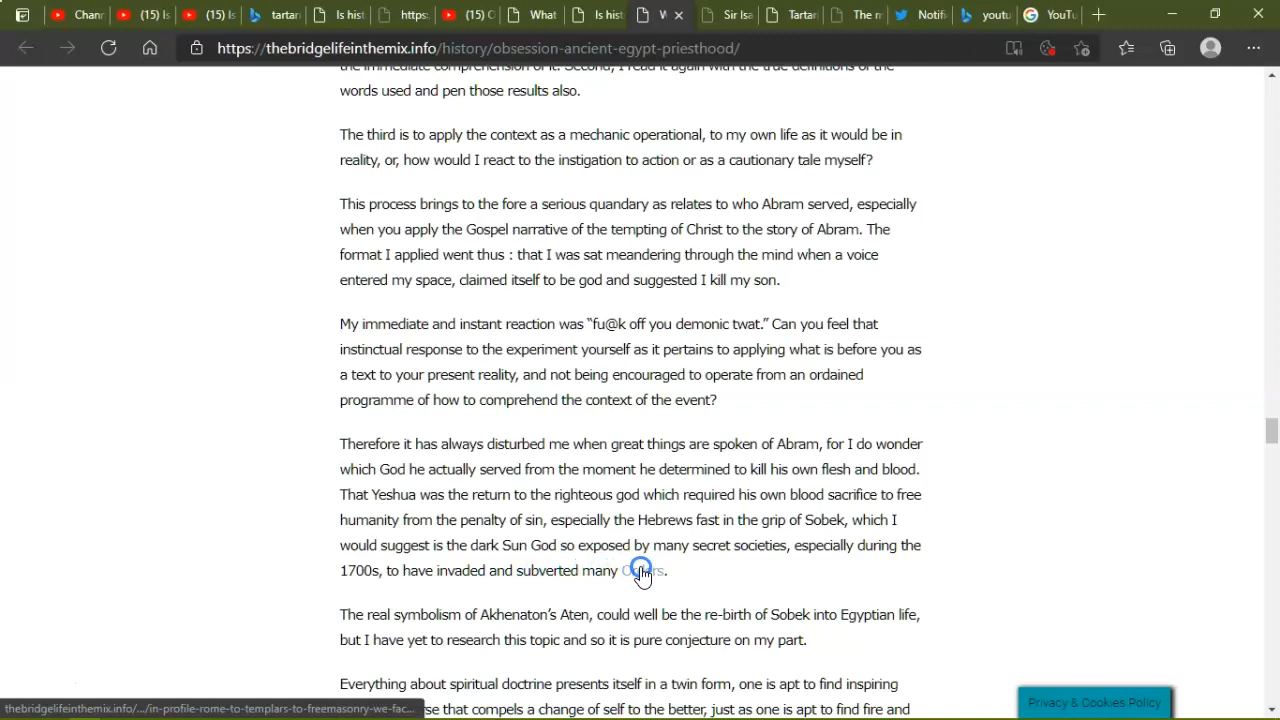 Chann
(15) Is
(15) Is
tartari
Is hist
https:
(15) C
What
Is hist
W
Sir Isa
Tartar
The m
Notifi
youtu
YouTu
https://thebridgelifeinthemix.info/history/obsession-ancient-egypt-priesthood/
the immediate comprehension of it. Second, I read it again with the true definitions of the
words used and pen those results also.
The third is to apply the context as a mechanic operational, to my own life as it would be in
reality, or, how would I react to the instigation to action or as a cautionary tale myself?
This process brings to the fore a serious quandary as relates to who Abram served, especially
when you apply the Gospel narrative of the tempting of Christ to the story of Abram. The
format I applied went thus : that I was sat meandering through the mind when a voice
entered my space, claimed itself to be god and suggested I kill my son.
My immediate and instant reaction was “fu@k off you demonic twat.” Can you feel that
instinctual response to the experiment yourself as it pertains to applying what is before you as
a text to your present reality, and not being encouraged to operate from an ordained
programme of how to comprehend the context of the event?
Therefore it has always disturbed me when great things are spoken of Abram, for I do wonder
which God he actually served from the moment he determined to kill his own flesh and blood.
That Yeshua was the return to the righteous god which required his own blood sacrifice to free
humanity from the penalty of sin, especially the Hebrews fast in the grip of Sobek, which I
would suggest is the dark Sun God so exposed by many secret societies, especially during the
1700s, to have invaded and subverted many Orders.
The real symbolism of Akhenaton’s Aten, could well be the re-birth of Sobek into Egyptian life,
but I have yet to research this topic and so it is pure conjecture on my part.
Everything about spiritual doctrine presents itself in a twin form, one is apt to find inspiring
se that compels a change of self to the better, just as one is apt to find fire and
thebridgelifeinthemix.info/.../in-profile-rome-to-templars-to-freemasonry-we-fac...
Privacy & Cookies Policy